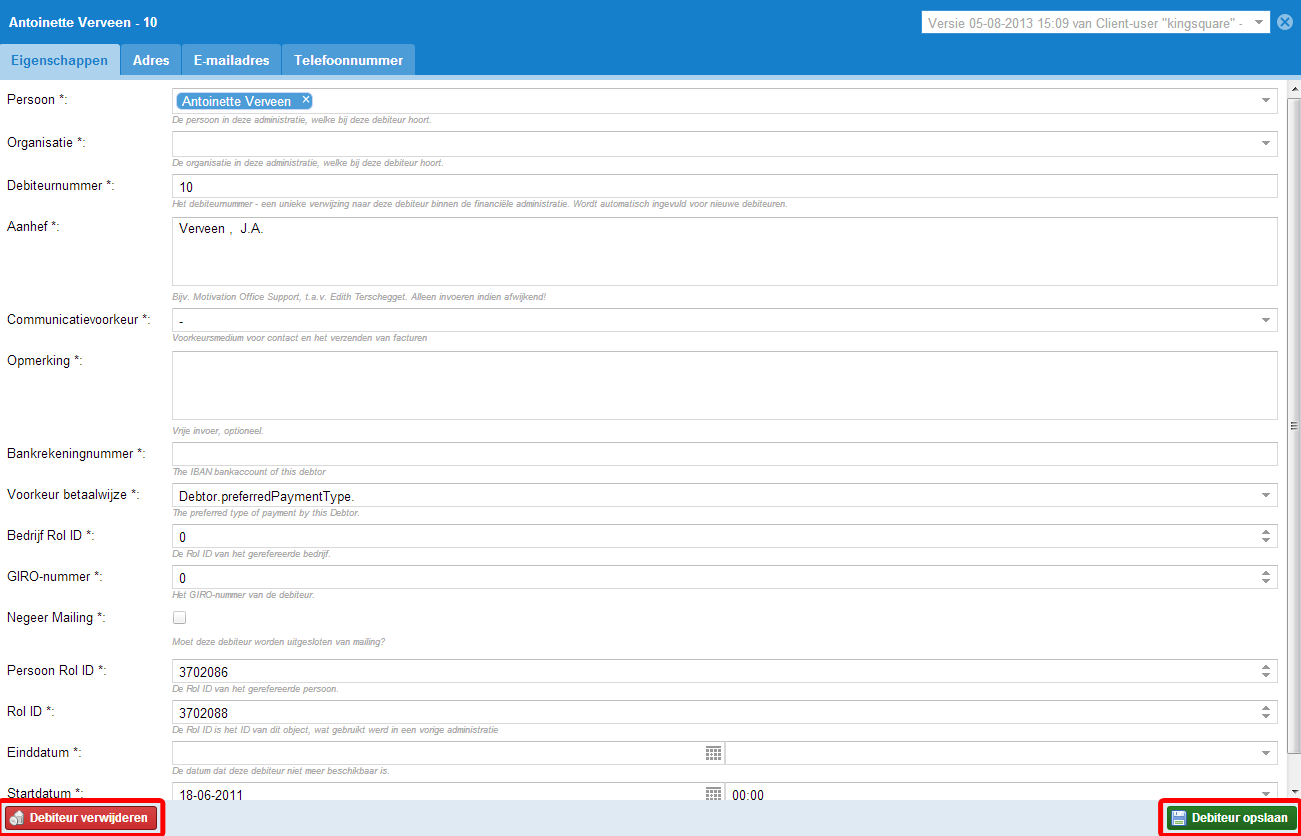 Antoinette Verveen - 10
Versie 05-08-2013 15:09 van Client-user "kingsquare" -
Eigenschappen Adres E-mailadres Telefoonnummer
Persoon *: Antoinette Verveen ×
De persoon in deze administratie, welke bij deze debiteur hoort.
Organisatie *:
De organisatie in deze administratie, welke bij deze debiteur hoort.
Debiteurnummer *: 10
Het debiteurnummer - een unieke verwijzing naar deze debiteur binnen de financiële administratie. Wordt automatisch ingevuld voor nieuwe debiteuren.
Aanhef *: Verveen , J.A.
Bijv. Motivation Office Support, t.a.v. Edith Terschegget. Alleen invoeren indien afwijkend!
Communicatievoorkeur *: -
Voorkeursmedium voor contact en het verzenden van facturen
Opmerking *:
Vrije invoer, optioneel.
Bankrekeningnummer *:
The IBAN bankaccount of this debtor
Voorkeur betaalwijze *: Debtor.preferredPaymentType.
The preferred type of payment by this Debtor.
Bedrijf Rol ID *: 0
De Rol ID van het gerefereerde bedrijf.
GIRO-nummer *: 0
Het GIRO-nummer van de debiteur.
Negeer Mailing *:
Moet deze debiteur worden uitgesloten van mailing?
Persoon Rol ID *: 3702086
De Rol ID van het gerefereerde persoon.
Rol ID *: 3702088
De Rol ID is het ID van dit object, wat gebruikt werd in een vorige administratie
Einddatum *:
De datum dat deze debiteur niet meer beschikbaar is.
Startdatum *: 18-06-2011 00:00
Debiteur verwijderen Debiteur opslaan